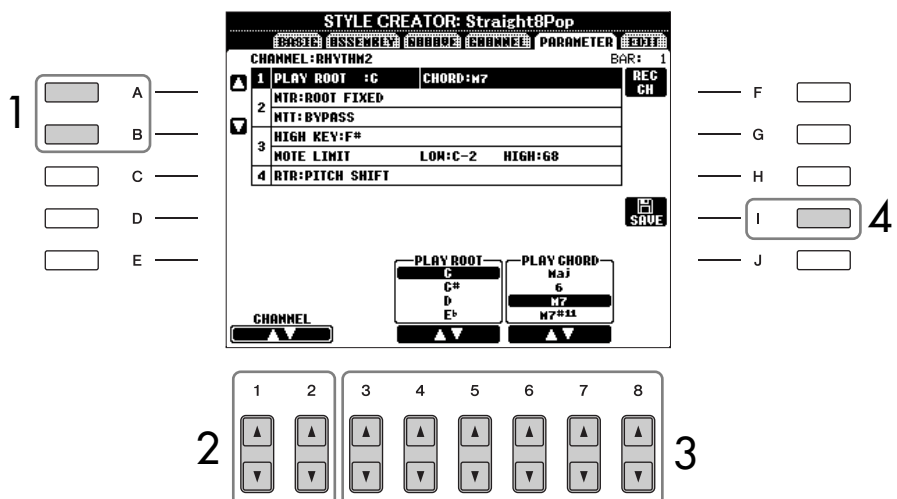 STYLE CREATOR: Straight8Pop
BASIC ASSEMBLY GROOVE CHANNEL PARAMETER EDIT
CHANNEL:RHYTHM2 BAR: 1
1 PLAY ROOT :C CHORD:M7
REC CH
2 NTR:ROOT FIXED
NTT:BYPASS
3 HIGH KEY:F#
NOTE LIMIT LOW:C-2 HIGH:G8
4 RTR:PITCH SHIFT
SAVE
PLAY ROOT PLAY CHORD
C Maj
C# 6
D M7
E♭ M7#11
CHANNEL
1
A
B
C
D
E
F
G
H
I
J
4
1 2 3 4 5 6 7 8
2
3